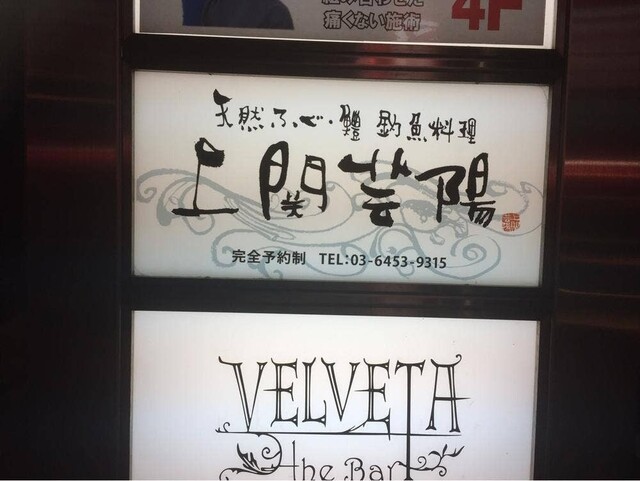 痛くない施術
4F
天然ふぐ・鱧 釣魚料理
上関芸陽
完全予約制 TEL:03-6453-9315
VELVETA
the Bar